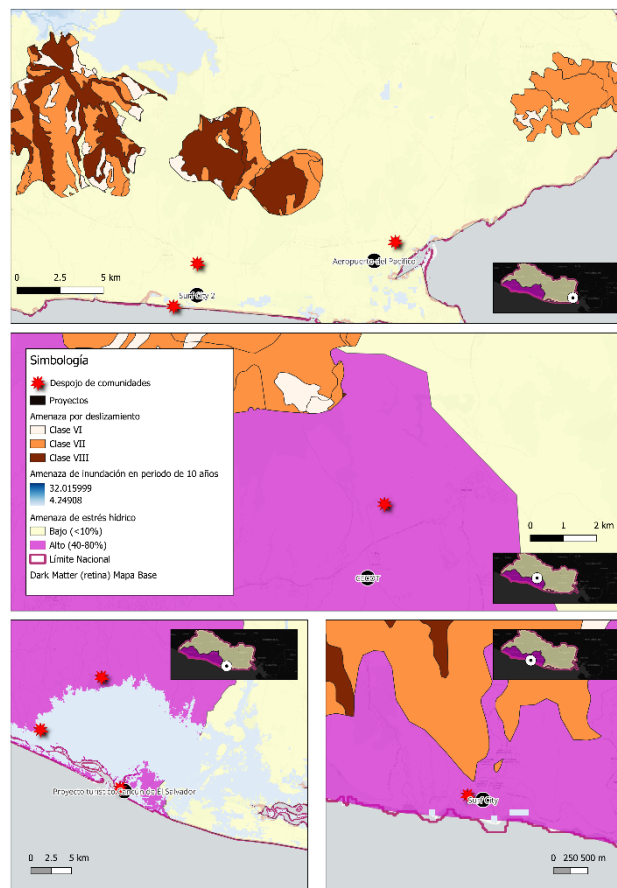 Aeropuerto del Pacífico
0 2.5 5 km
Surf City 2
Simbología
Despojo de comunidades
Proyectos
Amenaza por deslizamiento
Clase VI
Clase VII
Clase VIII
Amenaza de inundación en periodo de 10 años
32.015999
4.24908
Amenaza de estrés hídrico
Bajo (<10%)
Alto (40-80%)
Límite Nacional
Dark Matter (retina) Mapa Base
0 1 2 km
CECOT
Proyecto turístico Cancún de El Salvador
Surf City
0 2.5 5 km
0 250 500 m